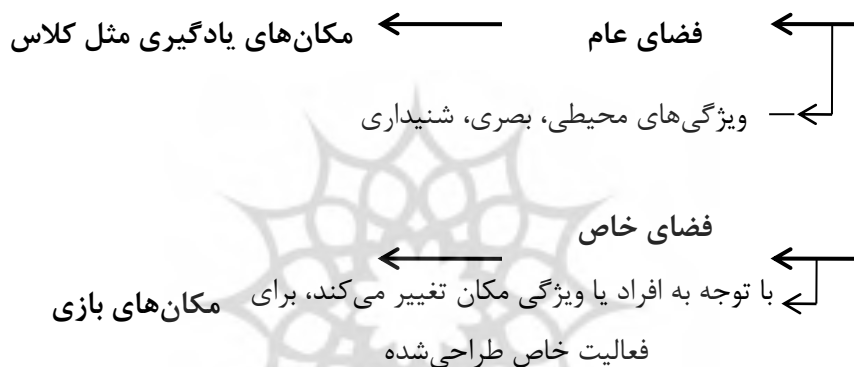 فضای عام
مکان‌های یادگیری مثل کلاس
ویژگی‌های محیطی، بصری، شنیداری
فضای خاص
با توجه به افراد یا ویژگی مکان تغییر می‌کند، برای
فعالیت خاص طراحی‌شده
مکان‌های بازی